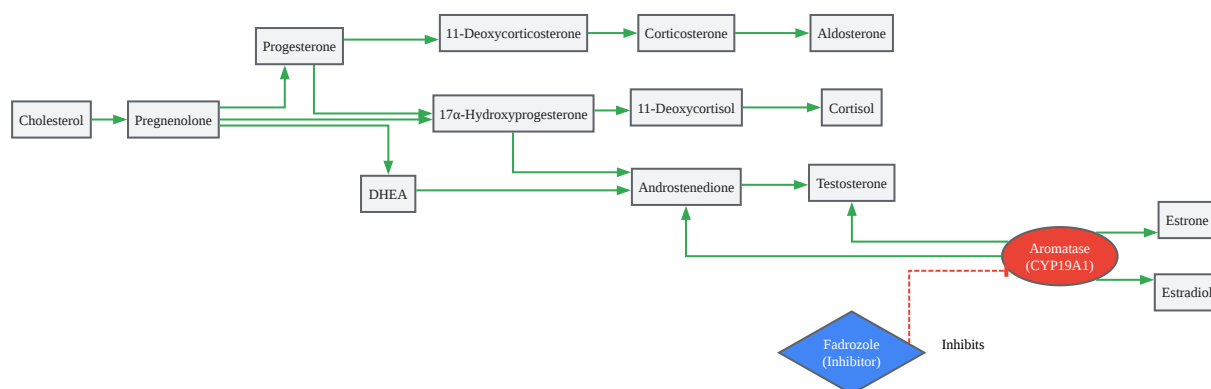 Progesterone
11-Deoxycorticosterone
Corticosterone
Aldosterone
Cholesterol
Pregnenolone
17α-Hydroxyprogesterone
11-Deoxycortisol
Cortisol
DHEA
Androstenedione
Testosterone
Estrone
Aromatase
(CYP19A1)
Estradiol
Fadrozole
(Inhibitor)
Inhibits